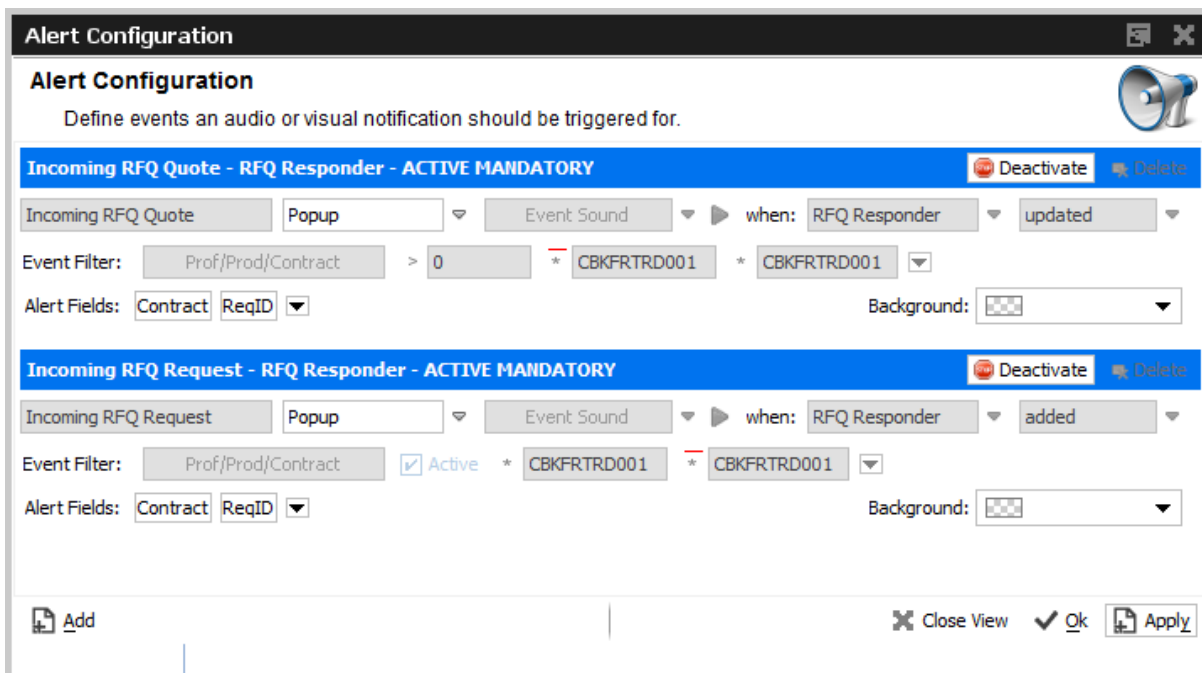 Alert Configuration
Alert Configuration
Define events an audio or visual notification should be triggered for.
Incoming RFQ Quote - RFQ Responder - ACTIVE MANDATORY Deactivate Delete
Incoming RFQ Quote Popup Event Sound when: RFQ Responder updated
Event Filter: Prof/Prod/Contract > 0 * CBKFRTRD001 * CBKFRTRD001
Alert Fields: Contract ReqID Background:
Incoming RFQ Request - RFQ Responder - ACTIVE MANDATORY Deactivate Delete
Incoming RFQ Request Popup Event Sound when: RFQ Responder added
Event Filter: Prof/Prod/Contract Active * CBKFRTRD001 * CBKFRTRD001
Alert Fields: Contract ReqID Background:
Add Close View Ok Apply